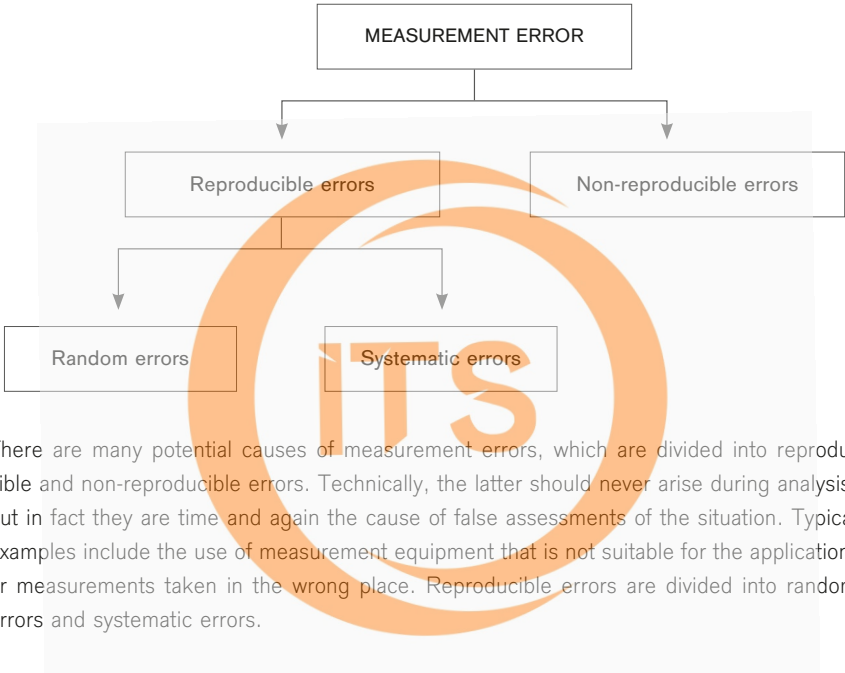 MEASUREMENT ERROR
Reproducible errors
Non-reproducible errors
Random errors
Systematic errors
ITS
here are many potential causes of measurement errors, which are divided into reprodu
ible and non-reproducible errors. Technically, the latter should never arise during analysis
ut in fact they are time and again the cause of false assessments of the situation. Typica
xamples include the use of measurement equipment that is not suitable for the application
r measurements taken in the wrong place. Reproducible errors are divided into random
rrors and systematic errors.